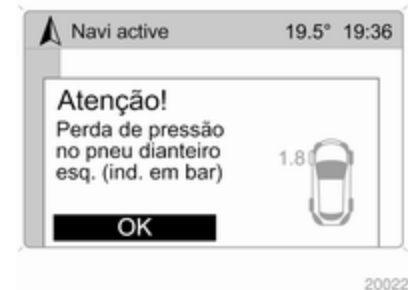 Navi active 19.5° 19:36
Atenção!
Perda de pressão
no pneu dianteiro
esq. (ind. em bar)
1.8
OK
20022